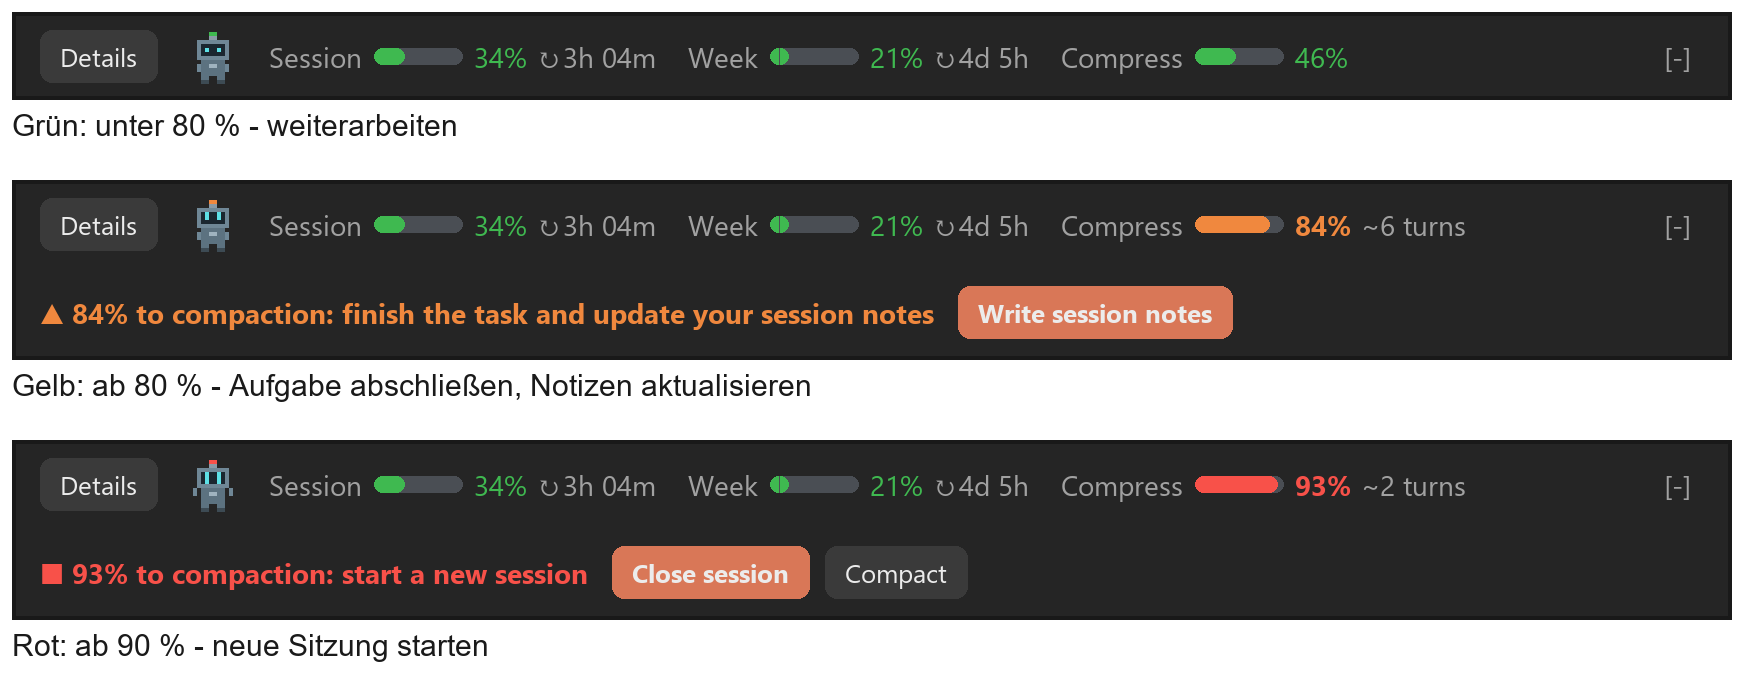 Details Session 34% ↻3h 04m Week 21% ↻4d 5h Compress 46% [-]
Grün: unter 80 % - weiterarbeiten
Details Session 34% ↻3h 04m Week 21% ↻4d 5h Compress 84% ~6 turns [-]
▲ 84% to compaction: finish the task and update your session notes Write session notes
Gelb: ab 80 % - Aufgabe abschließen, Notizen aktualisieren
Details Session 34% ↻3h 04m Week 21% ↻4d 5h Compress 93% ~2 turns [-]
■ 93% to compaction: start a new session Close session Compact
Rot: ab 90 % - neue Sitzung starten